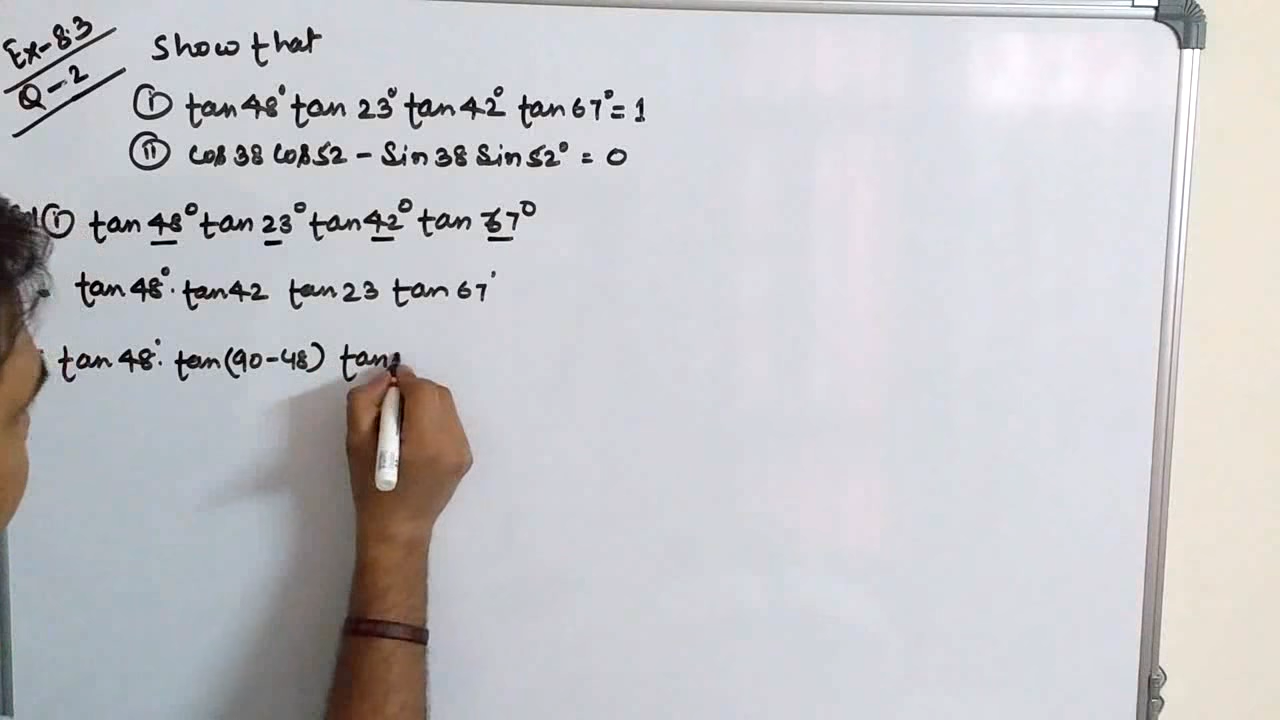 Ex-8.3
Q-2
Show that
(i) tan 48° tan 23° tan 42° tan 67° = 1
(ii) cos 38 cos 52 - sin 38 sin 52° = 0
(i) tan 48° tan 23° tan 42° tan 67°
tan 48°. tan 42 tan 23 tan 67°
tan 48°. tan (90-48) tan